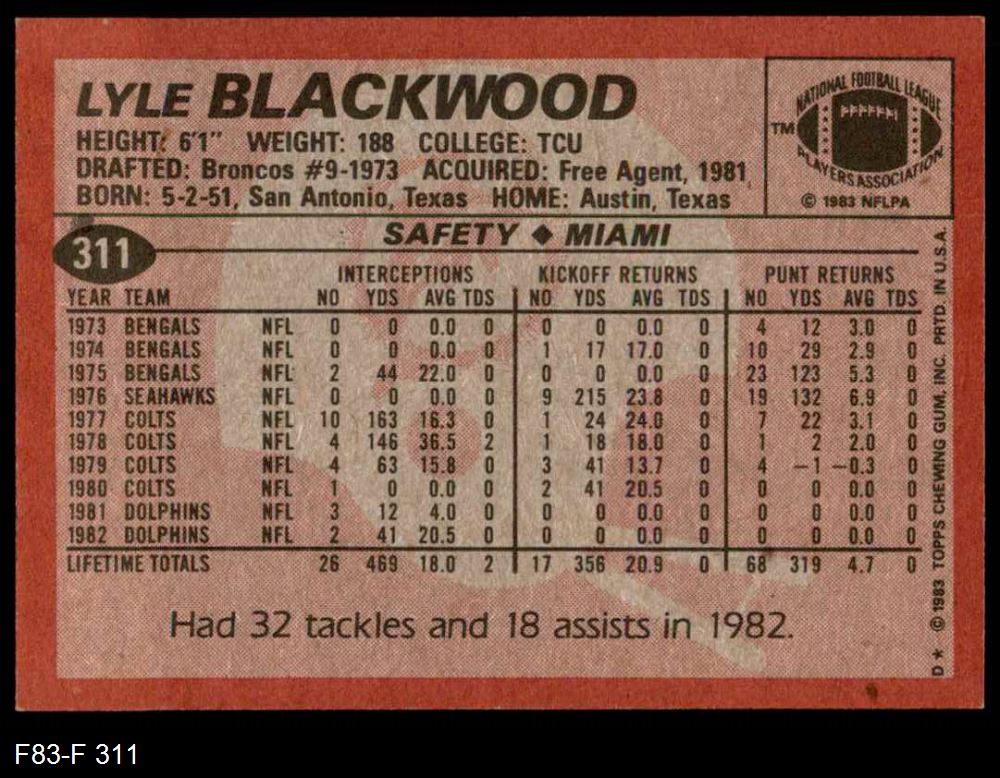 LYLE BLACKWOOD
HEIGHT: 6'1" WEIGHT: 188 COLLEGE: TCU
DRAFTED: Broncos #9-1973 ACQUIRED: Free Agent, 1981
BORN: 5-2-51, San Antonio, Texas HOME: Austin, Texas
NATIONAL FOOTBALL LEAGUE
TM
PLAYERS ASSOCIATION
© 1983 NFLPA
311
SAFETY ◆ MIAMI
INTERCEPTIONS KICKOFF RETURNS PUNT RETURNS
YEAR TEAM NO YDS AVG TDS NO YDS AVG TDS NO YDS AVG TDS
1973 BENGALS NFL 0 0 0.0 0 0 0 0.0 0 4 12 3.0 0
1974 BENGALS NFL 0 0 0.0 0 1 17 17.0 0 10 29 2.9 0
1975 BENGALS NFL 2 44 22.0 0 0 0 0.0 0 23 123 5.3 0
1976 SEAHAWKS NFL 0 0 0.0 0 9 215 23.8 0 19 132 6.9 0
1977 COLTS NFL 10 163 16.3 0 1 24 24.0 0 7 22 3.1 0
1978 COLTS NFL 4 146 36.5 2 1 18 18.0 0 1 2 2.0 0
1979 COLTS NFL 4 63 15.8 0 3 41 13.7 0 4 -1 -0.3 0
1980 COLTS NFL 1 0 0.0 0 2 41 20.5 0 0 0 0.0 0
1981 DOLPHINS NFL 3 12 4.0 0 0 0 0.0 0 0 0 0.0 0
1982 DOLPHINS NFL 2 41 20.5 0 0 0 0.0 0 0 0 0.0 0
LIFETIME TOTALS 26 469 18.0 2 17 356 20.9 0 68 319 4.7 0
Had 32 tackles and 18 assists in 1982.
D* ©1983 TOPPS CHEWING GUM, INC. PRTD. IN U.S.A.
F83-F 311